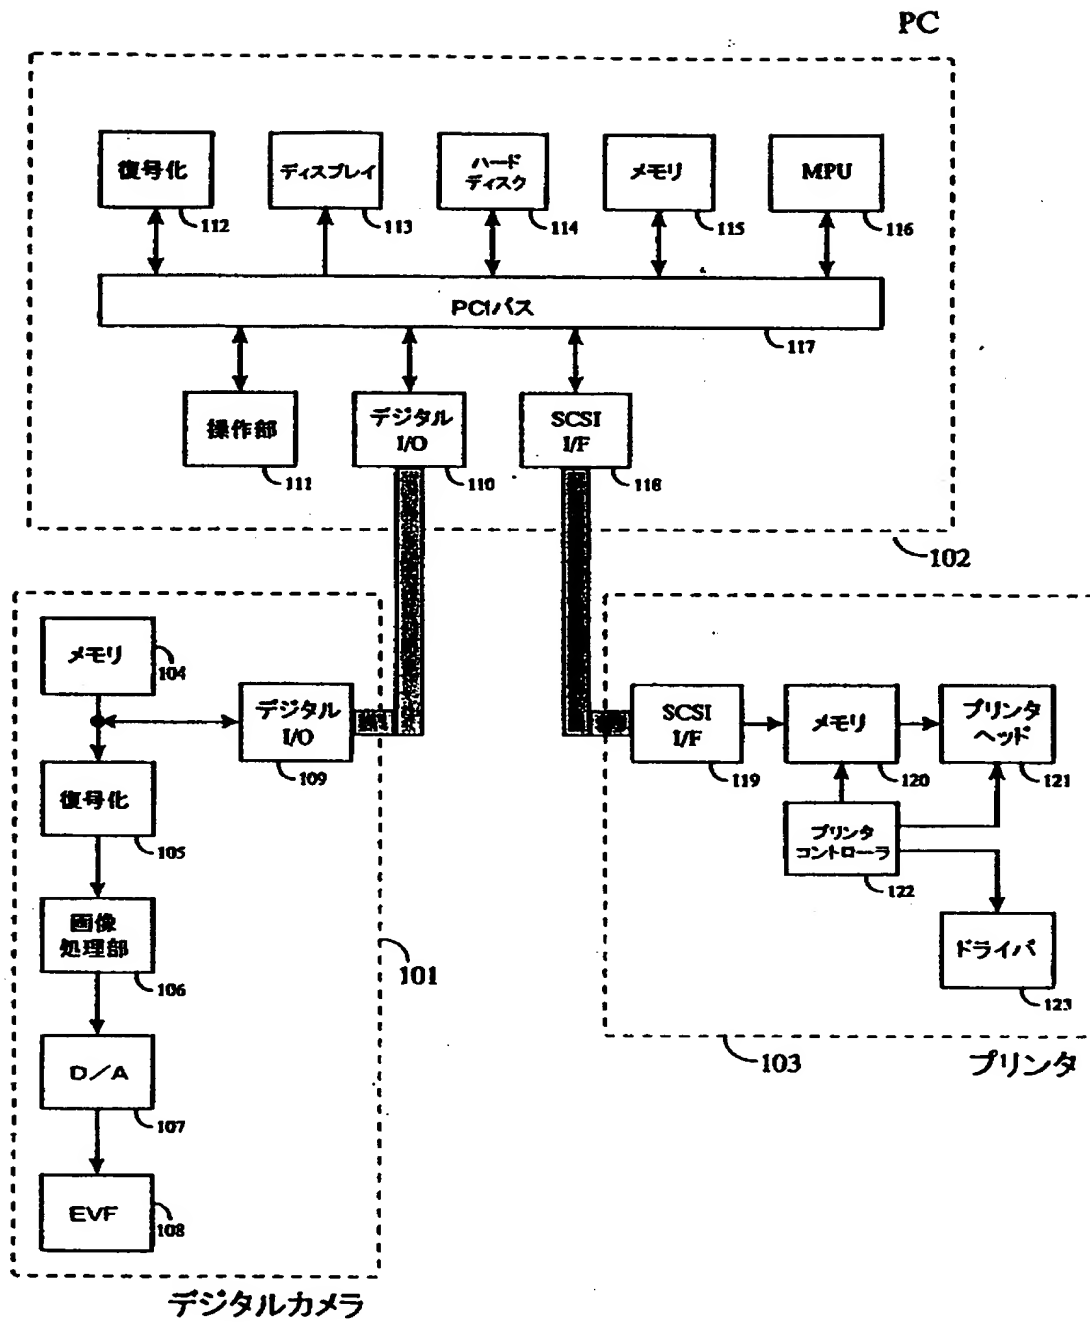 PC
復号化
112
ディスプレイ
113
ハード
ディスク
114
メモリ
115
MPU
116
PCIバス
117
操作部
111
デジタル
I/O
110
SCSI
I/F
118
102
メモリ
104
デジタル
I/O
109
復号化
105
画像
処理部
106
D/A
107
EVF
108
101
デジタルカメラ
SCSI
I/F
119
メモリ
120
プリンタ
ヘッド
121
プリンタ
コントローラ
122
ドライバ
123
103
プリンタ